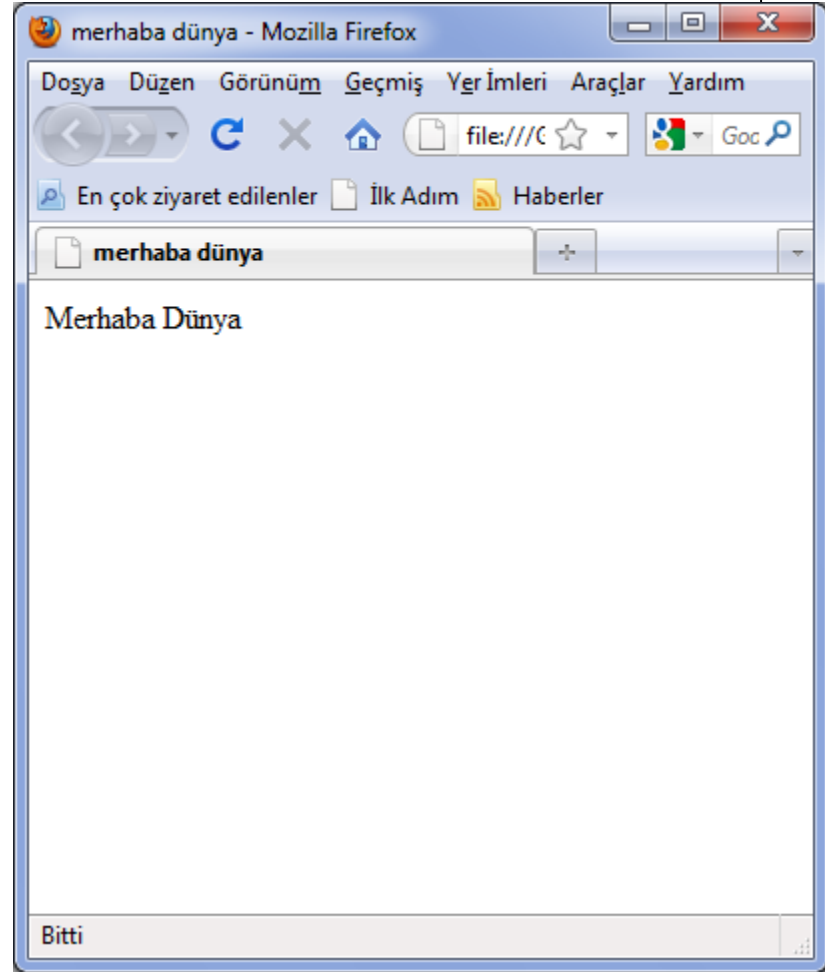 merhaba dünya - Mozilla Firefox
Dosya Düzen Görünüm Geçmiş Yer İmleri Araçlar Yardım
file:/// Goc
En çok ziyaret edilenler İlk Adım Haberler
merhaba dünya
Merhaba Dünya
Bitti